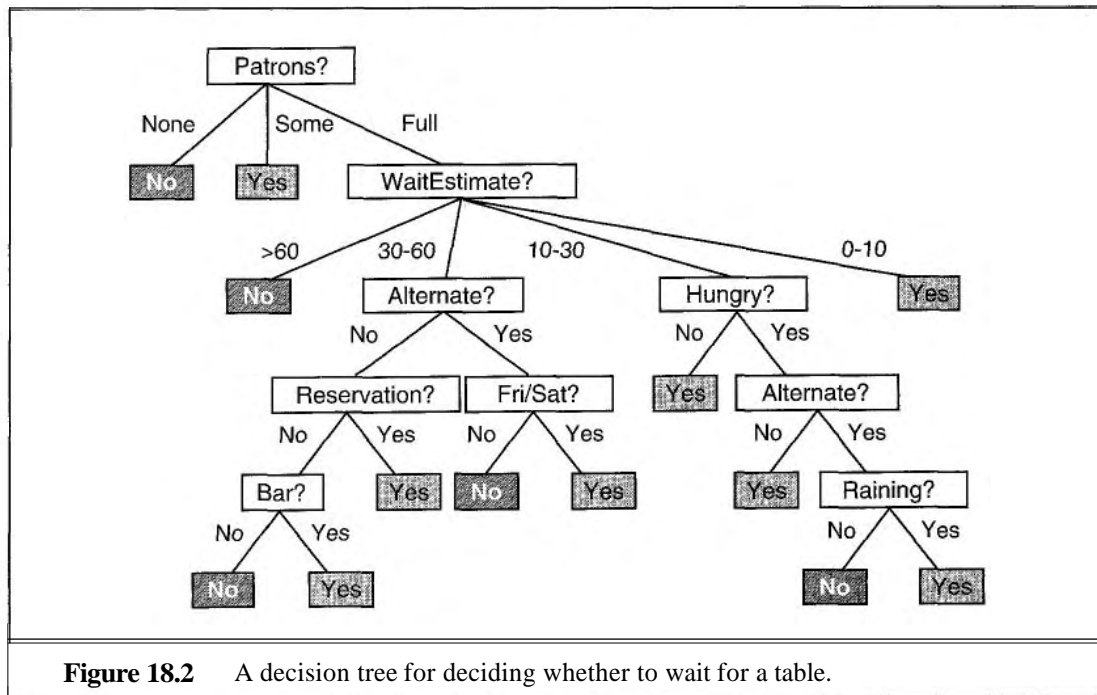 Patrons?
None Some Full
No Yes WaitEstimate?
>60 30-60 10-30 0-10
No Alternate? Hungry? Yes
No Yes No Yes
Reservation? Fri/Sat? Yes Alternate?
No Yes No Yes No Yes
Bar? Yes No Yes Yes Raining?
No Yes No Yes
No Yes No Yes
Figure 18.2 A decision tree for deciding whether to wait for a table.